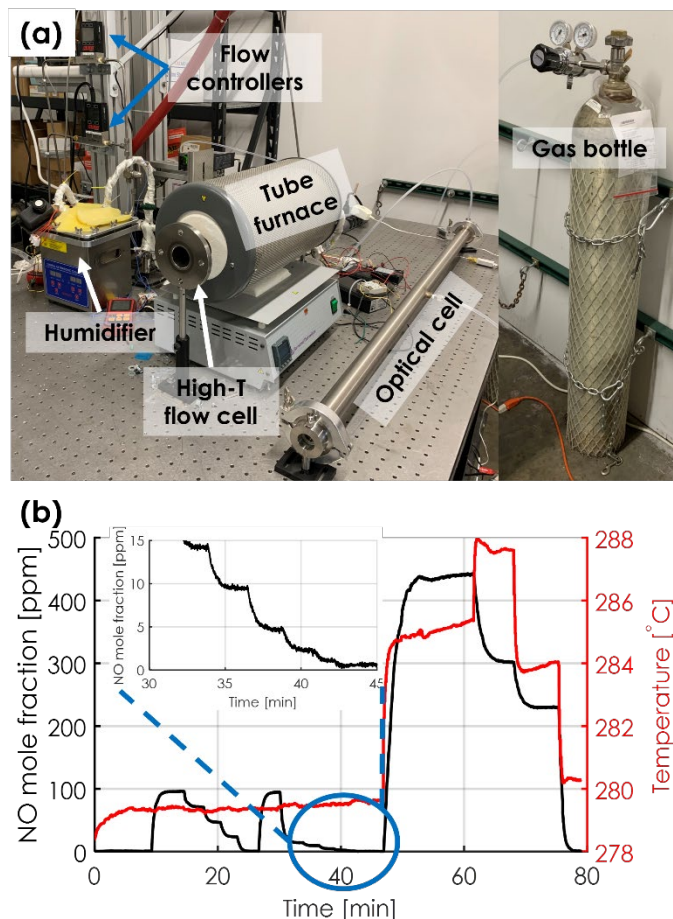 (a)
Flow
controllers
Tube
furnace
Gas bottle
Humidifier
Optical cell
High-T
flow cell
(b)
NO mole fraction [ppm]
500
400
300
200
100
0
0
20
40
60
80
Time [min]
288
286
284
282
280
278
Temperature [°C]
NO mole fraction [ppm]
15
10
5
0
30
35
40
45
Time [min]